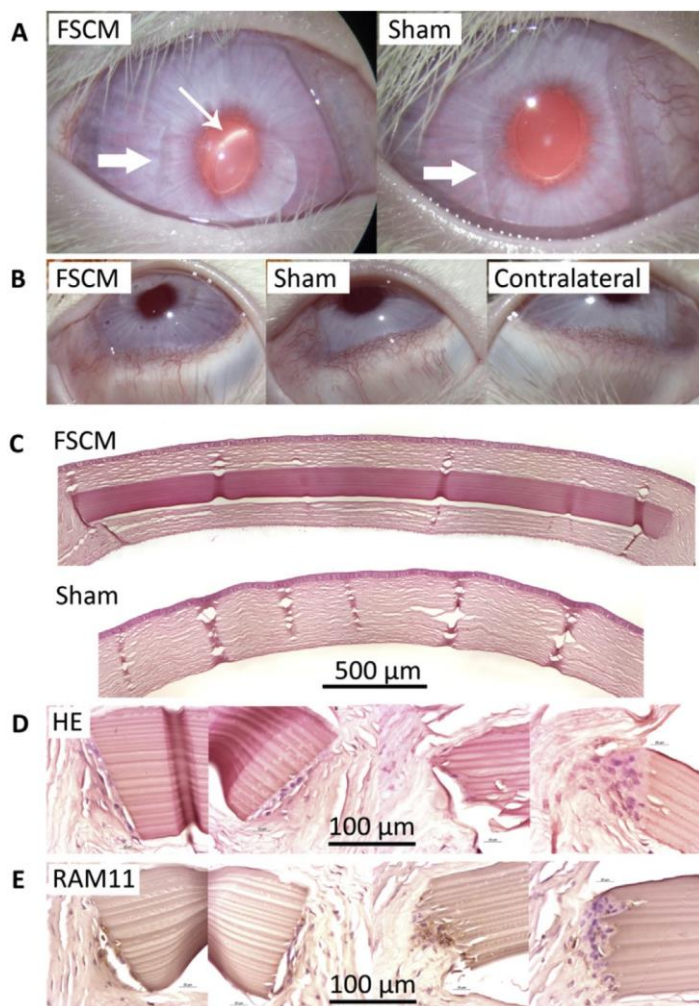 A
FSCM
Sham
B
FSCM
Sham
Contralateral
C
FSCM
Sham
500 µm
D
HE
100 µm
E
RAM11
100 µm